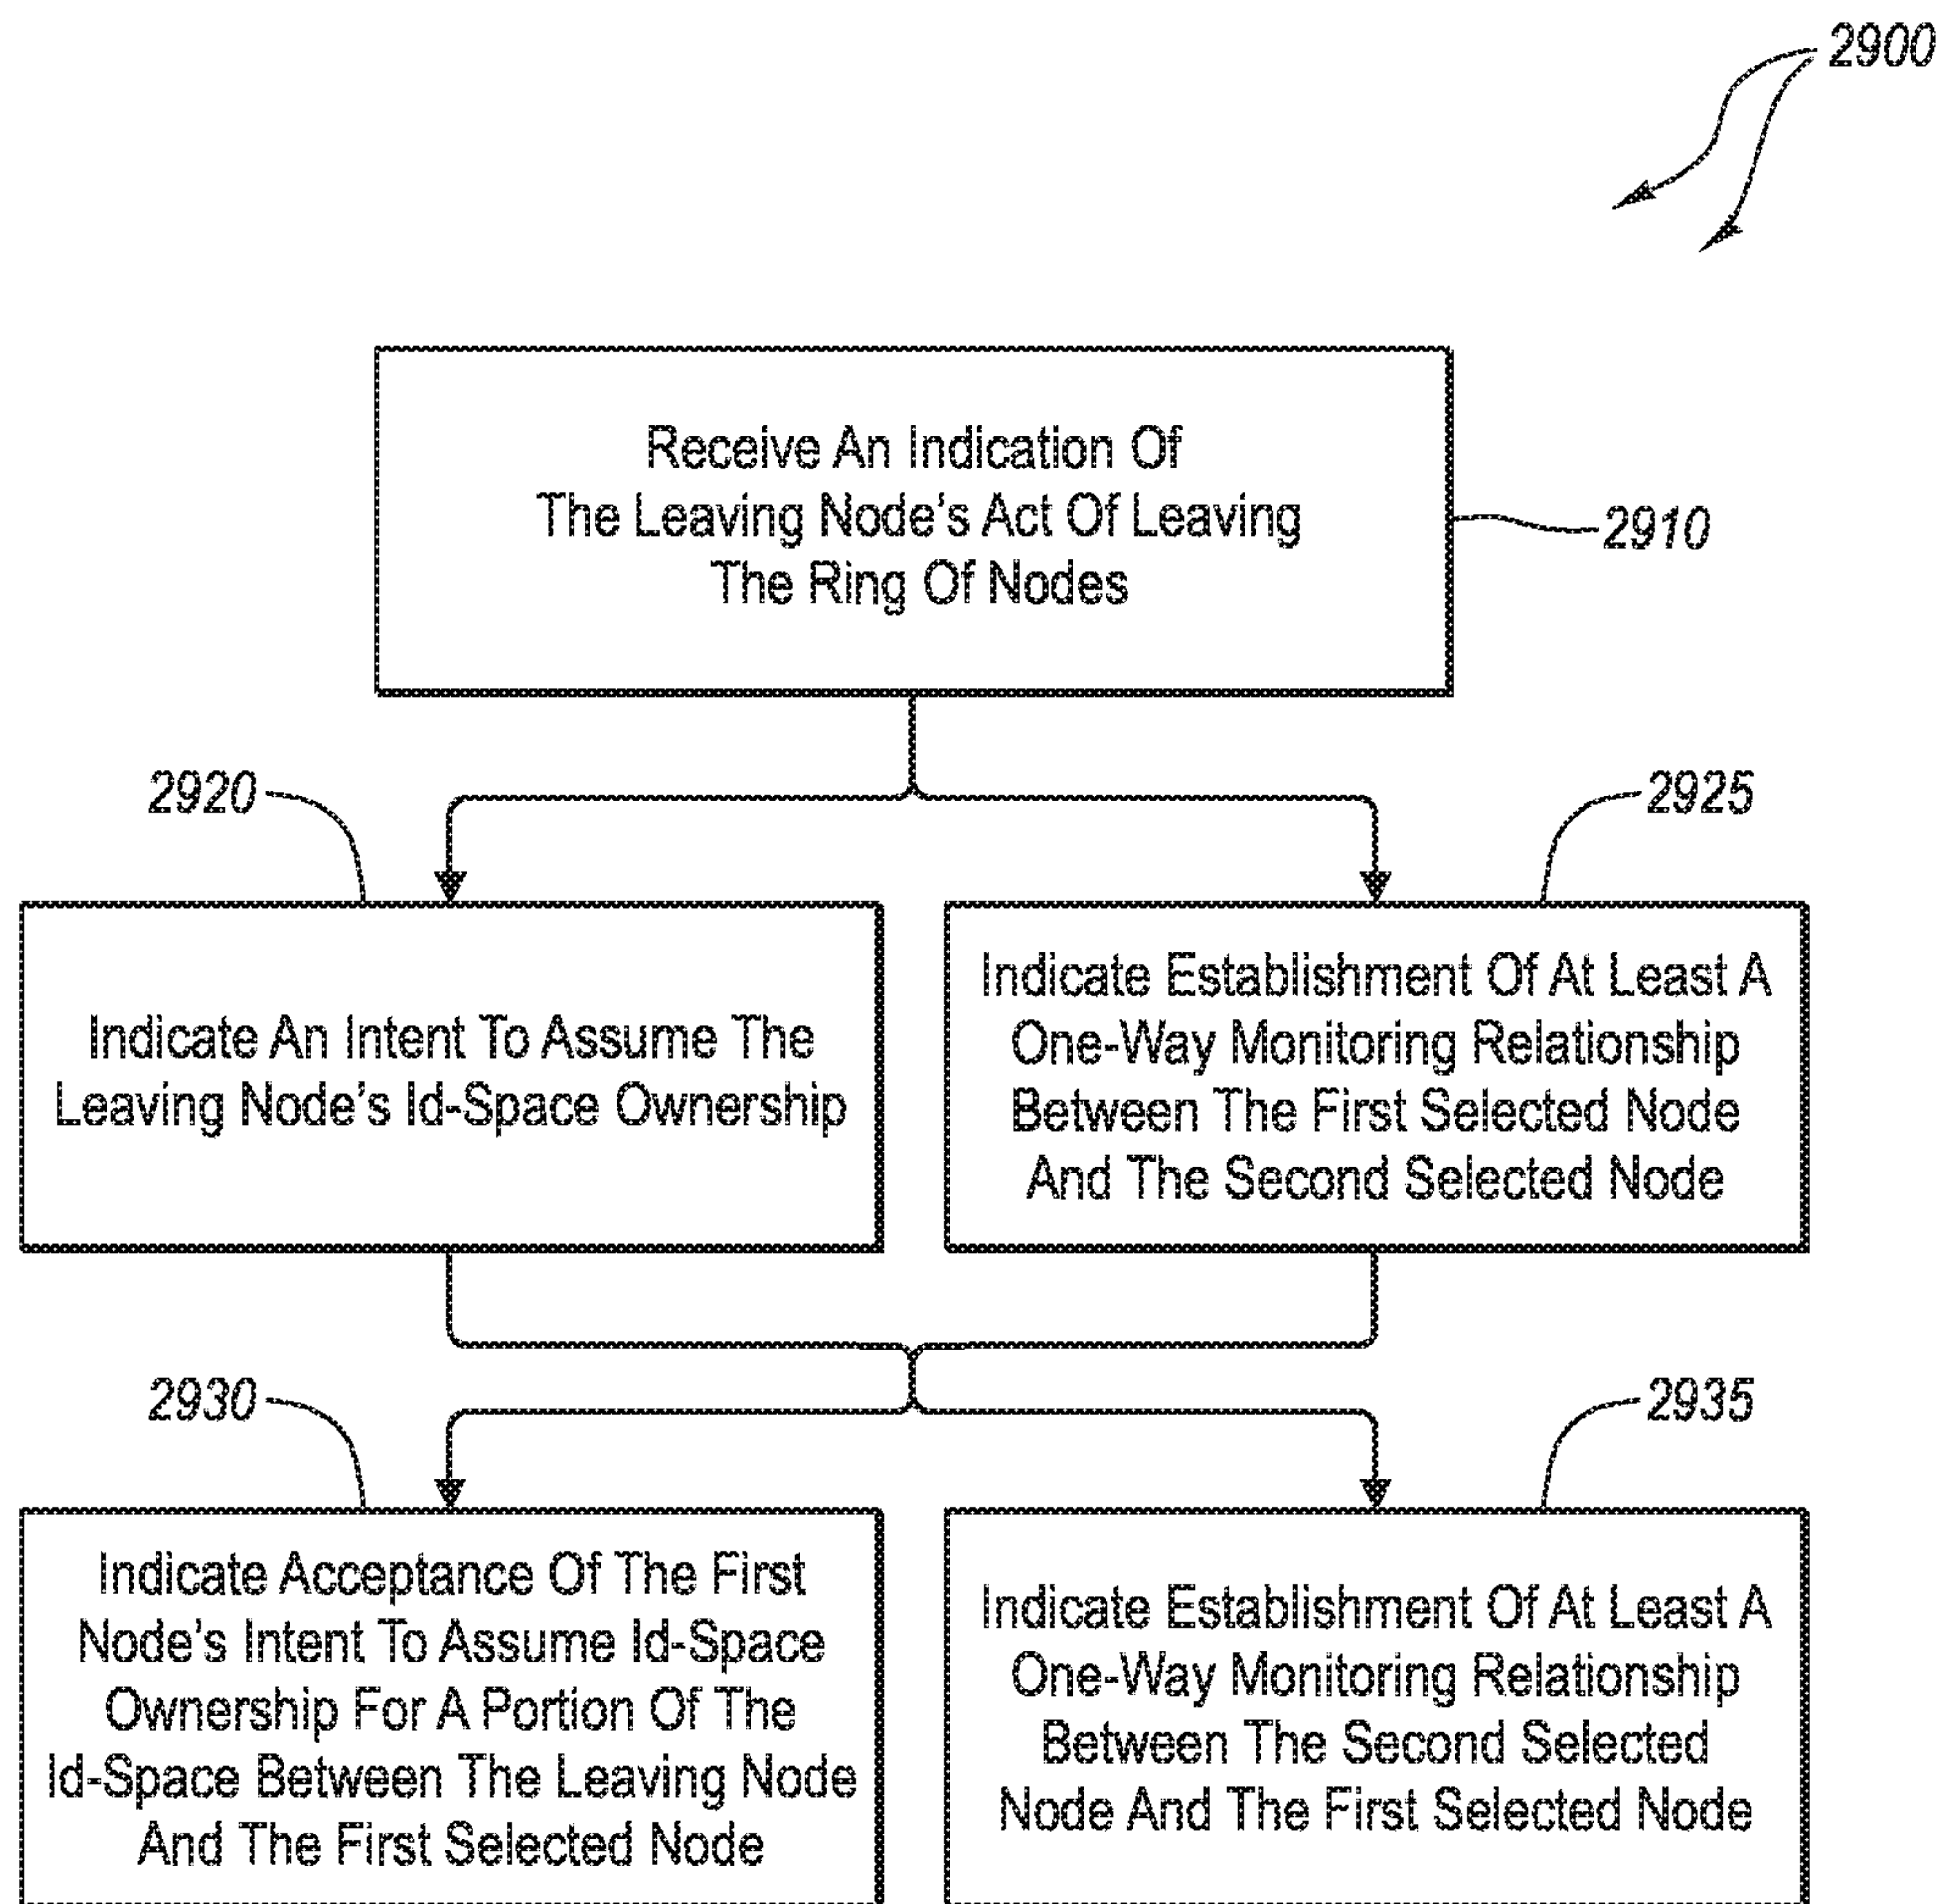 2900
Receive An Indication Of
The Leaving Node's Act Of Leaving
The Ring Of Nodes
2910
2920
2925
Indicate An Intent To Assume The
Leaving Node's Id-Space Ownership
Indicate Establishment Of At Least A
One-Way Monitoring Relationship
Between The First Selected Node
And The Second Selected Node
2930
2935
Indicate Acceptance Of The First
Node's Intent To Assume Id-Space
Ownership For A Portion Of The
Id-Space Between The Leaving Node
And The First Selected Node
Indicate Establishment Of At Least A
One-Way Monitoring Relationship
Between The Second Selected
Node And The First Selected Node